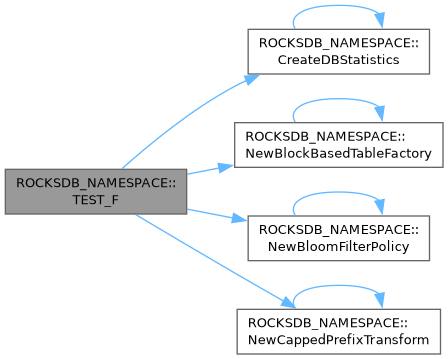 ROCKSDB_NAMESPACE::
CreateDBStatistics
ROCKSDB_NAMESPACE::
NewBlockBasedTableFactory
ROCKSDB_NAMESPACE::
TEST_F
ROCKSDB_NAMESPACE::
NewBloomFilterPolicy
ROCKSDB_NAMESPACE::
NewCappedPrefixTransform